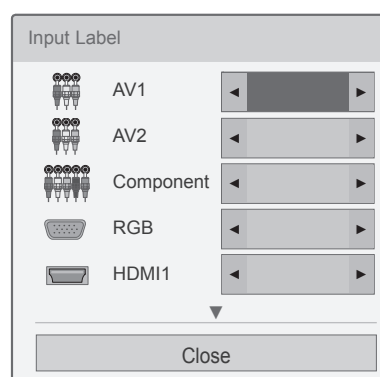 Input Label
AV1
AV2
Component
RGB
HDMI1
Close